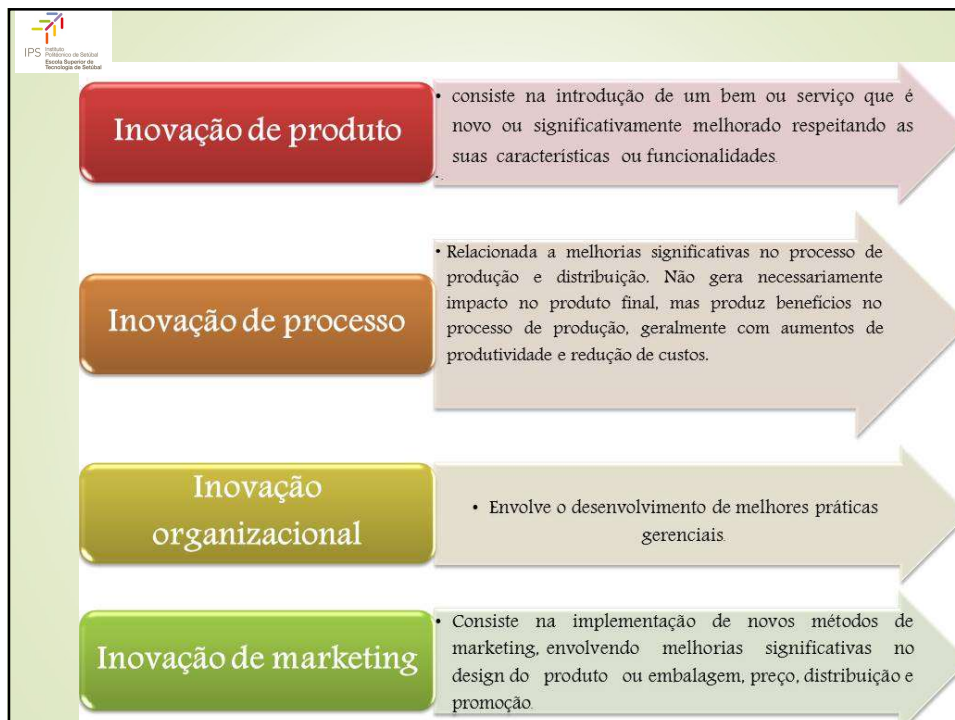 IPS Instituto
Politécnico de Setúbal
Escola Superior de
Tecnologia de Setúbal
Inovação de produto
• consiste na introdução de um bem ou serviço que é
novo ou significativamente melhorado respeitando as
suas características ou funcionalidades.
• .
Inovação de processo
• Relacionada a melhorias significativas no processo de
produção e distribuição. Não gera necessariamente
impacto no produto final, mas produz benefícios no
processo de produção, geralmente com aumentos de
produtividade e redução de custos.
Inovação
organizacional
• Envolve o desenvolvimento de melhores práticas
gerenciais.
Inovação de marketing
• Consiste na implementação de novos métodos de
marketing, envolvendo melhorias significativas no
design do produto ou embalagem, preço, distribuição e
promoção.